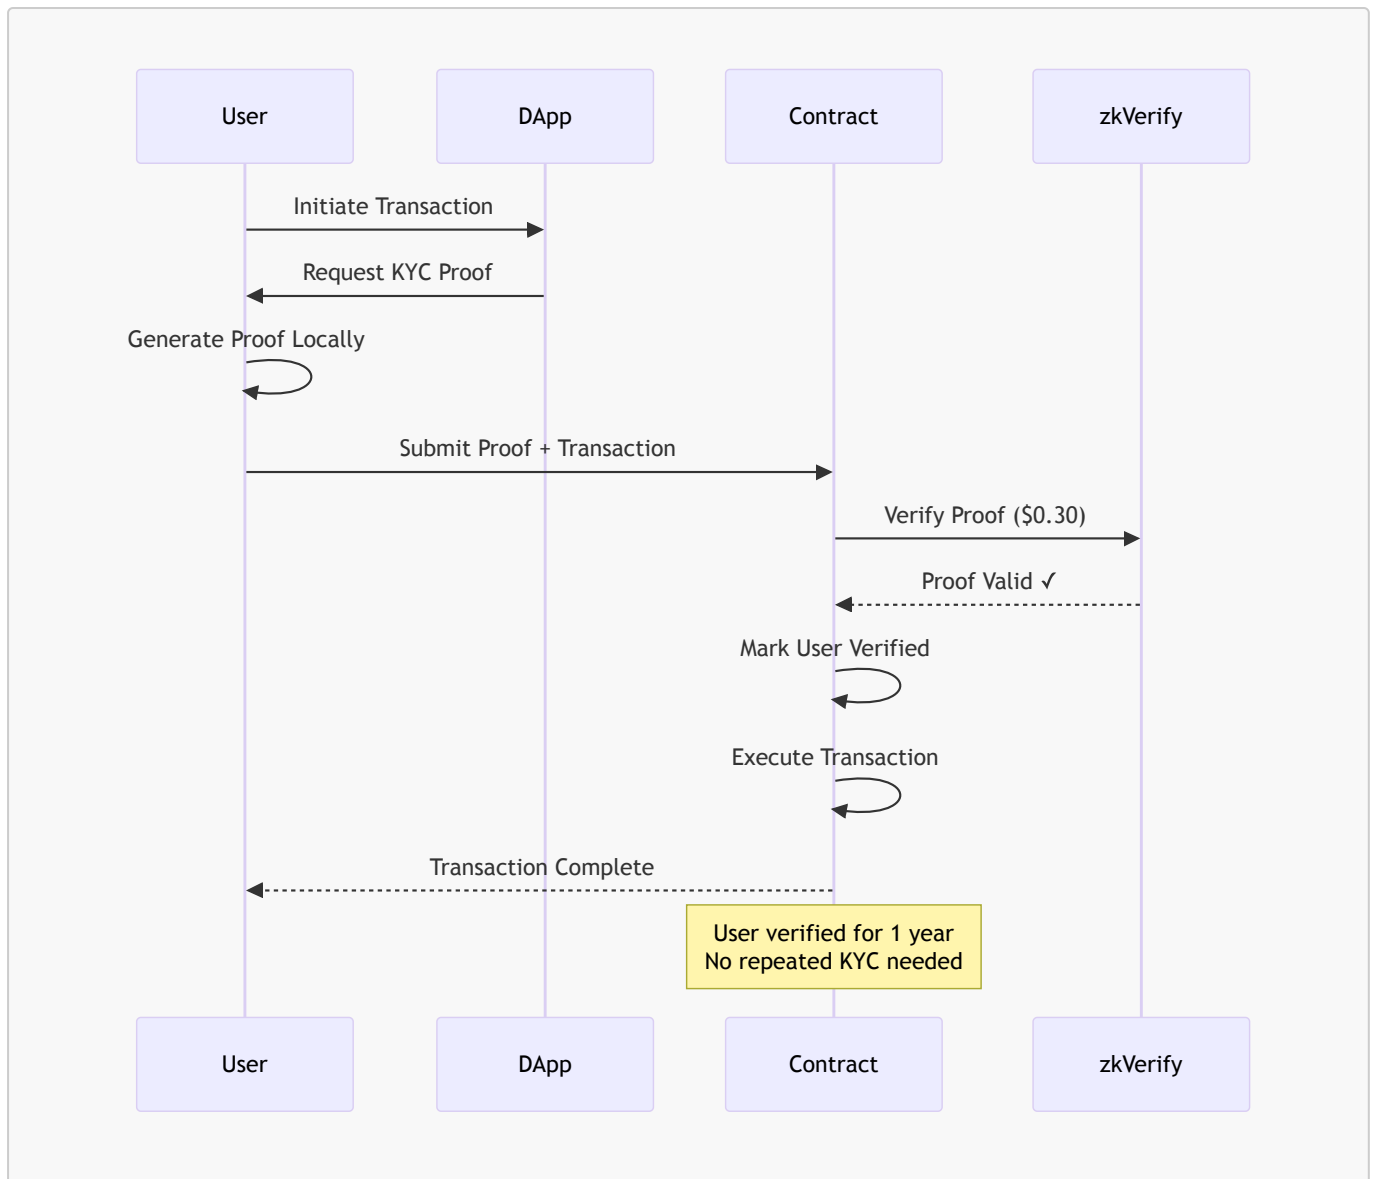 User
DApp
Contract
zkVerify
Initiate Transaction
Request KYC Proof
Generate Proof Locally
Submit Proof + Transaction
Verify Proof ($0.30)
Proof Valid ✓
Mark User Verified
Execute Transaction
Transaction Complete
User verified for 1 year
No repeated KYC needed
User
DApp
Contract
zkVerify